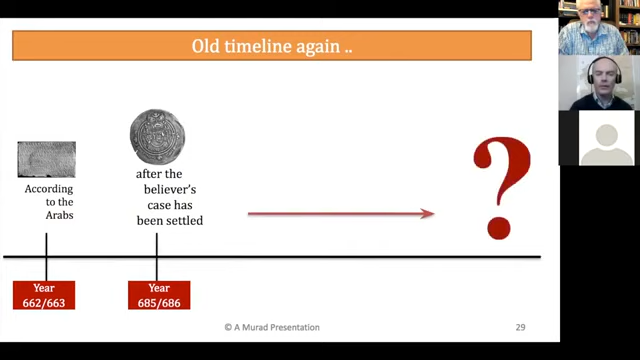 Old timeline again ..
According
to the
Arabs
after the
believer's
case has
been settled
?
Year
662/663
Year
685/686
© A Murad Presentation
29